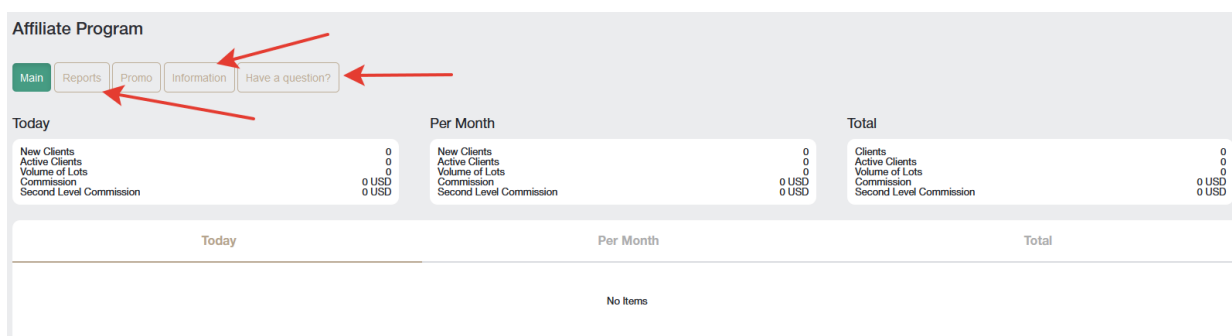 Affiliate Program
Main Reports Promo Information Have a question?
Today Per Month Total
New Clients 0 New Clients 0 Clients 0
Active Clients 0 Active Clients 0 Active Clients 0
Volume of Lots 0 Volume of Lots 0 Volume of Lots 0
Commission 0 USD Commission 0 USD Commission 0 USD
Second Level Commission 0 USD Second Level Commission 0 USD Second Level Commission 0 USD
Today Per Month Total
No Items